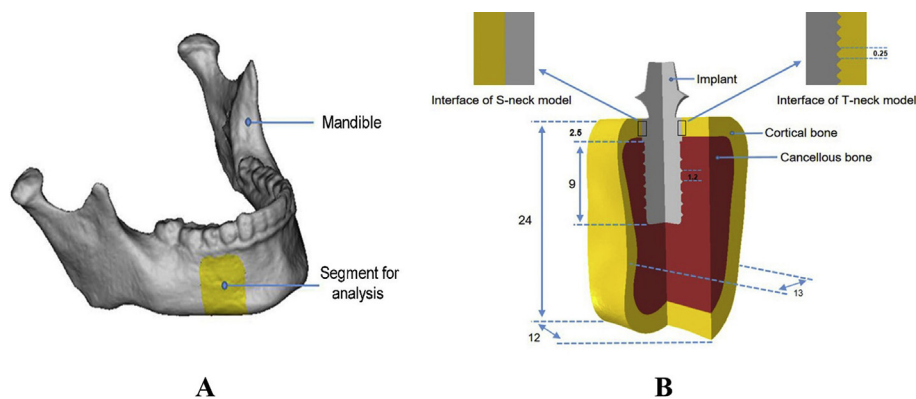 Mandible
Segment for
analysis
A
0.25
Implant
Interface of S-neck model
Interface of T-neck model
Cortical bone
2.5
Cancellous bone
9
1.2
24
13
12
B